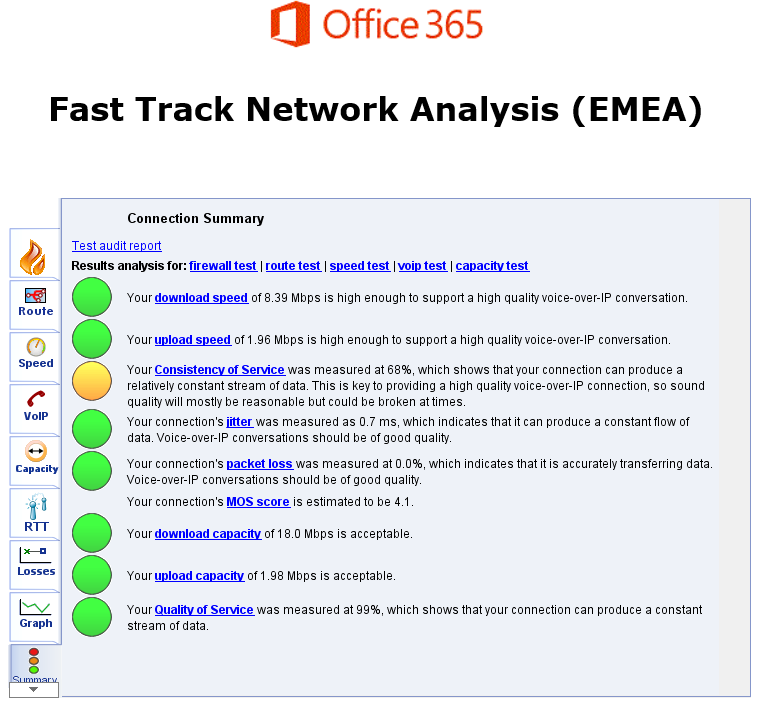 Office 365
Fast Track Network Analysis (EMEA)
Connection Summary
Test audit report
Results analysis for: firewall test | route test | speed test | voip test | capacity test
Your download speed of 8.39 Mbps is high enough to support a high quality voice-over-IP conversation.
Your upload speed of 1.96 Mbps is high enough to support a high quality voice-over-IP conversation.
Your Consistency of Service was measured at 68%, which shows that your connection can produce a
relatively constant stream of data. This is key to providing a high quality voice-over-IP connection, so sound
quality will mostly be reasonable but could be broken at times.
Your connection's jitter was measured as 0.7 ms, which indicates that it can produce a constant flow of
data. Voice-over-IP conversations should be of good quality.
Your connection's packet loss was measured at 0.0%, which indicates that it is accurately transferring data.
Voice-over-IP conversations should be of good quality.
Your connection's MOS score is estimated to be 4.1.
Your download capacity of 18.0 Mbps is acceptable.
Your upload capacity of 1.98 Mbps is acceptable.
Your Quality of Service was measured at 99%, which shows that your connection can produce a constant
stream of data.
Route
Speed
VoIP
Capacity
RTT
Losses
Graph
Summary